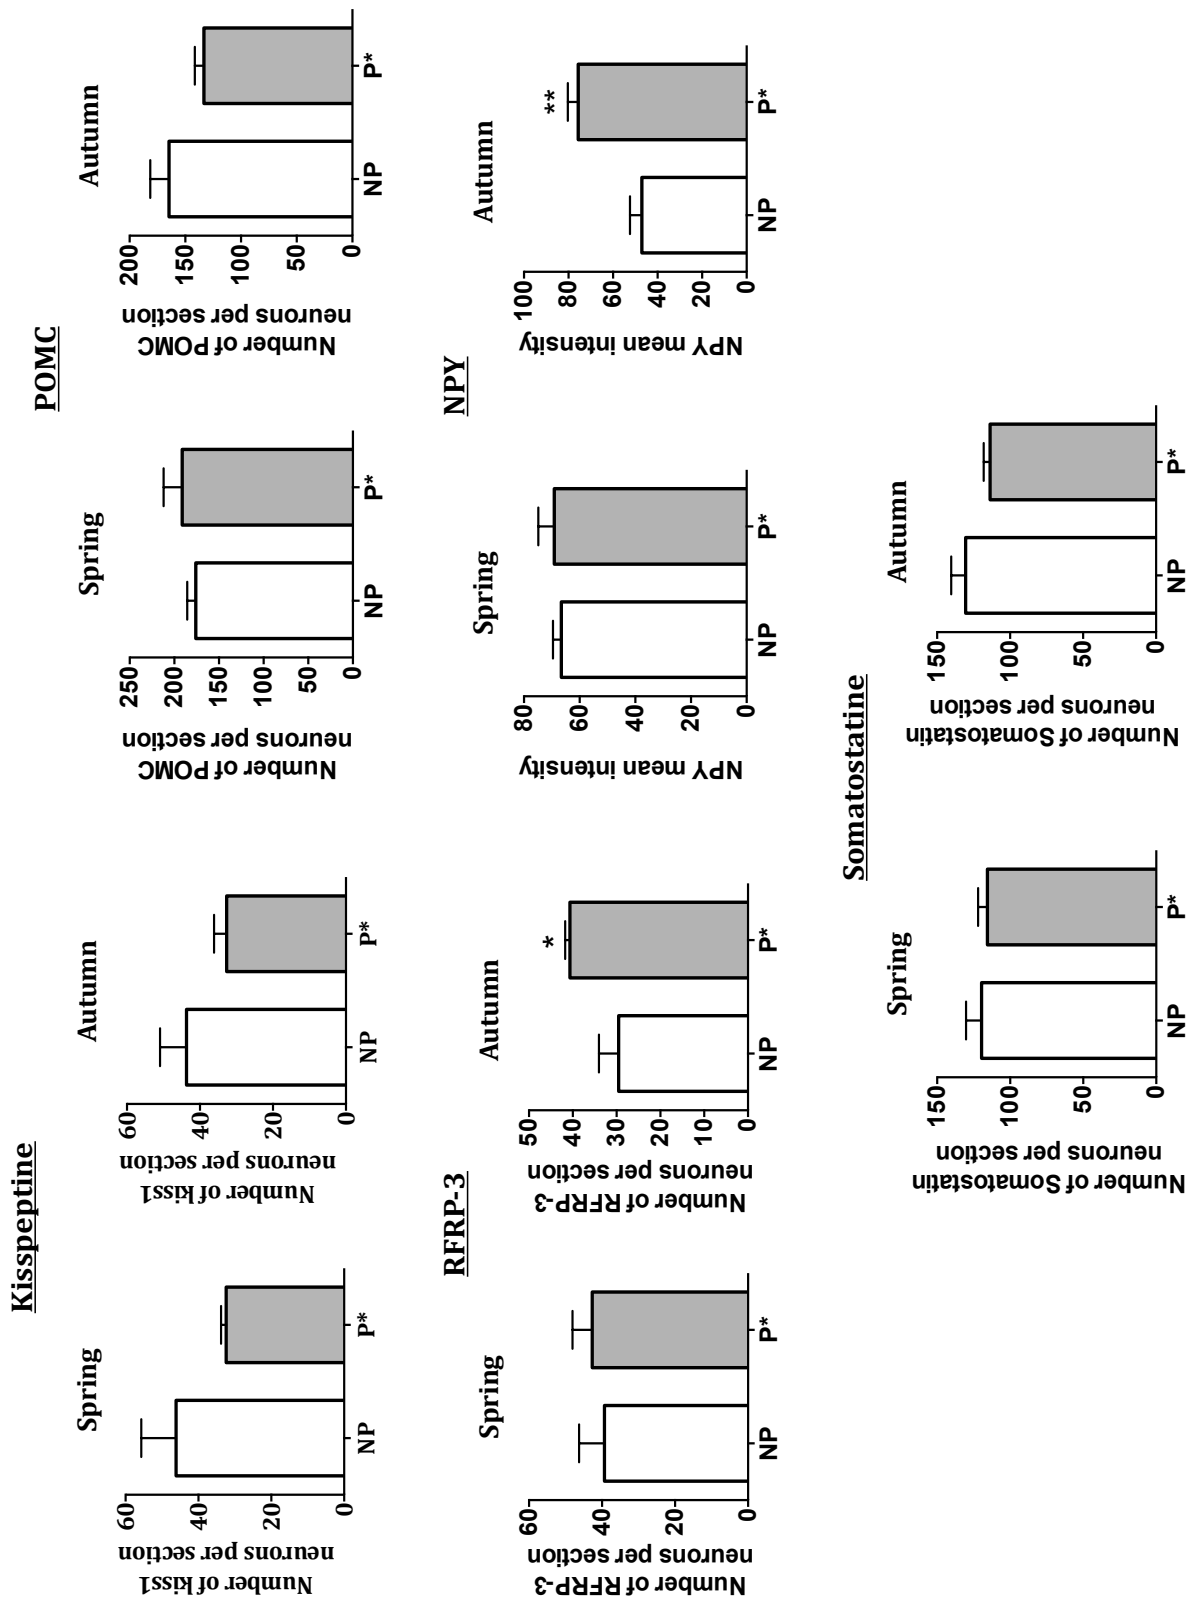 Kisspeptine
Spring
Number of kiss1
neurons per section
60
40
20
0
NP
P*
Autumn
Number of kiss1
neurons per section
60
40
20
0
NP
P*
POMC
Spring
Number of POMC
neurons per section
250
200
150
100
50
0
NP
P*
Autumn
Number of POMC
neurons per section
200
150
100
50
0
NP
P*
RFRP-3
Spring
Number of RFRP-3
neurons per section
60
40
20
0
NP
P*
Autumn
Number of RFRP-3
neurons per section
50
40
30
20
10
0
*
NP
P*
NPY
Spring
NPY mean intensity
80
60
40
20
0
NP
P*
Autumn
NPY mean intensity
100
80
60
40
20
0
**
NP
P*
Somatostatine
Spring
Number of Somatostatin
neurons per section
150
100
50
0
NP
P*
Autumn
Number of Somatostatin
neurons per section
150
100
50
0
NP
P*